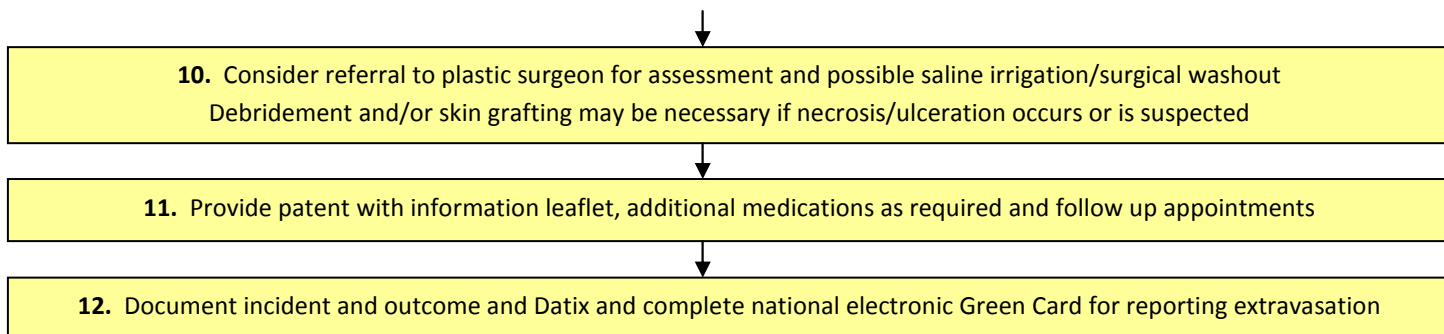 10. Consider referral to plastic surgeon for assessment and possible saline irrigation/surgical washout
Debridement and/or skin grafting may be necessary if necrosis/ulceration occurs or is suspected
11. Provide patent with information leaflet, additional medications as required and follow up appointments
12. Document incident and outcome and Datix and complete national electronic Green Card for reporting extravasation